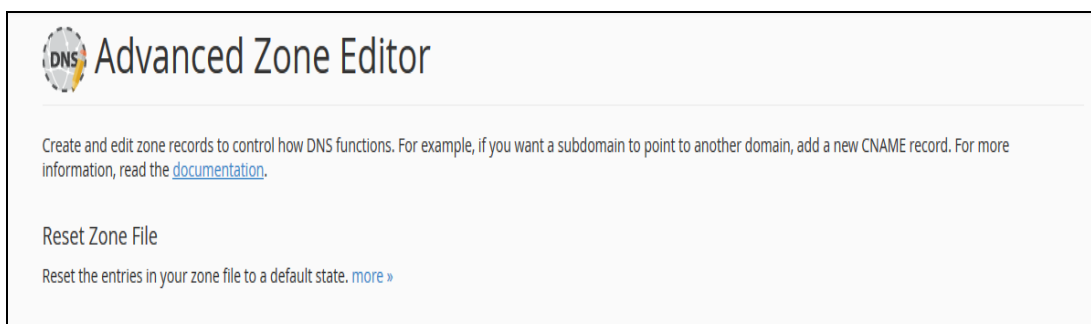 DNS
Advanced Zone Editor
Create and edit zone records to control how DNS functions. For example, if you want a subdomain to point to another domain, add a new CNAME record. For more
information, read the documentation.
Reset Zone File
Reset the entries in your zone file to a default state. more »